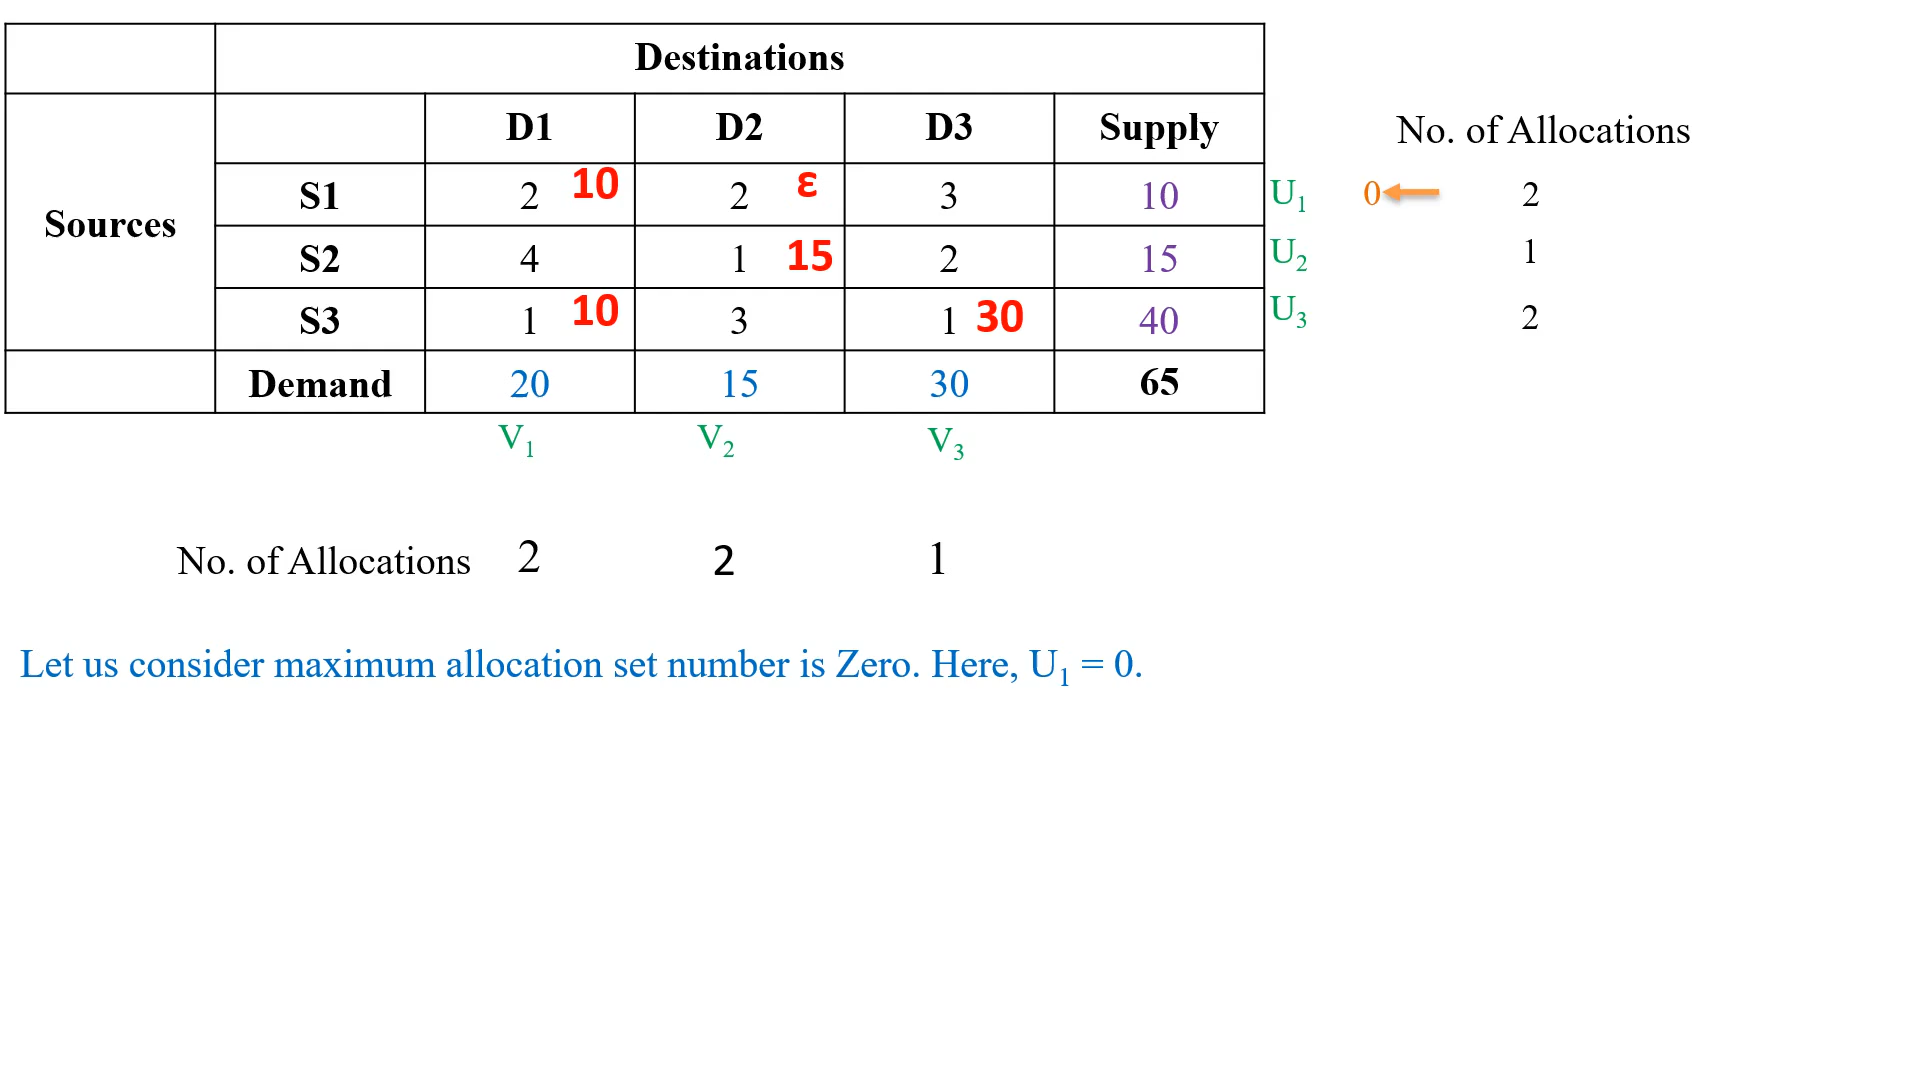 Destinations
D1 D2 D3 Supply No. of Allocations
Sources
S1 2 10 2 ε 3 10 U1 0 2
S2 4 1 15 2 15 U2 1
S3 1 10 3 1 30 40 U3 2
Demand 20 15 30 65
V1 V2 V3
No. of Allocations 2 2 1
Let us consider maximum allocation set number is Zero. Here, U1 = 0.